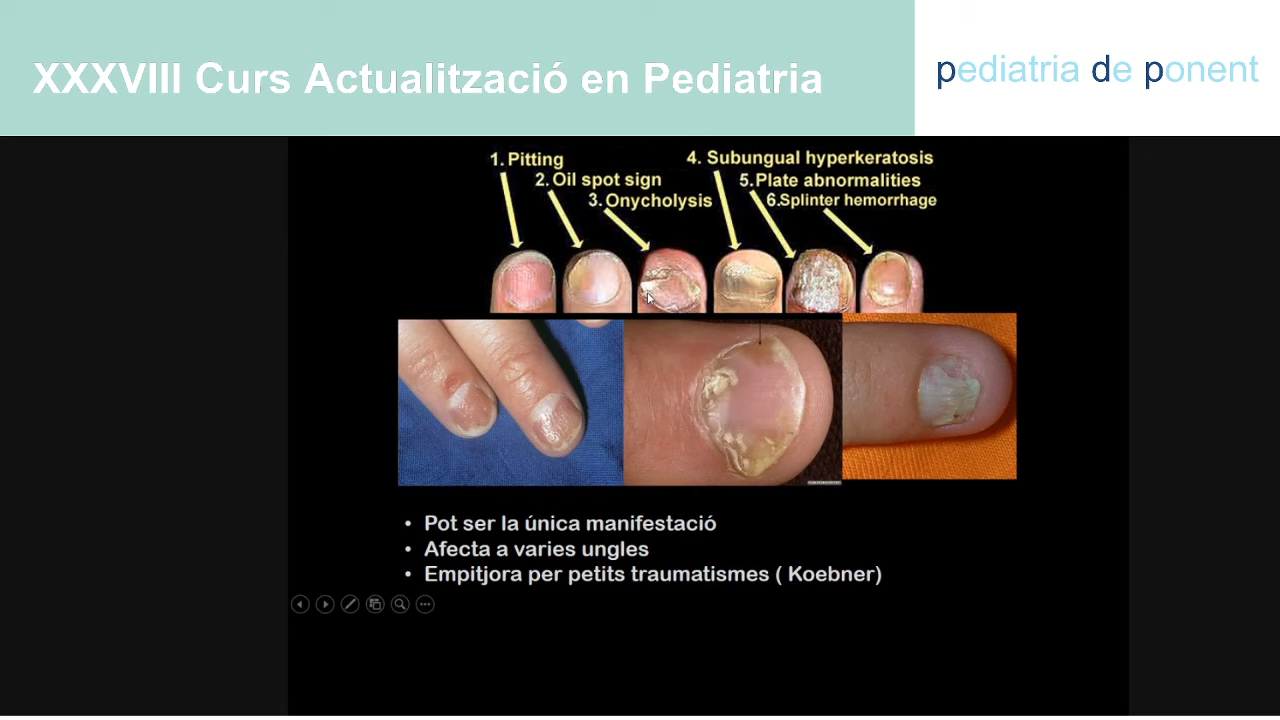 XXXVIII Curs Actualització en Pediatria
pediatria de ponent
1. Pitting
2. Oil spot sign
3. Onycholysis
4. Subungual hyperkeratosis
5. Plate abnormalities
6. Splinter hemorrhage
• Pot ser la única manifestació
• Afecta a varies ungles
• Empitjora per petits traumatismes ( Koebner)